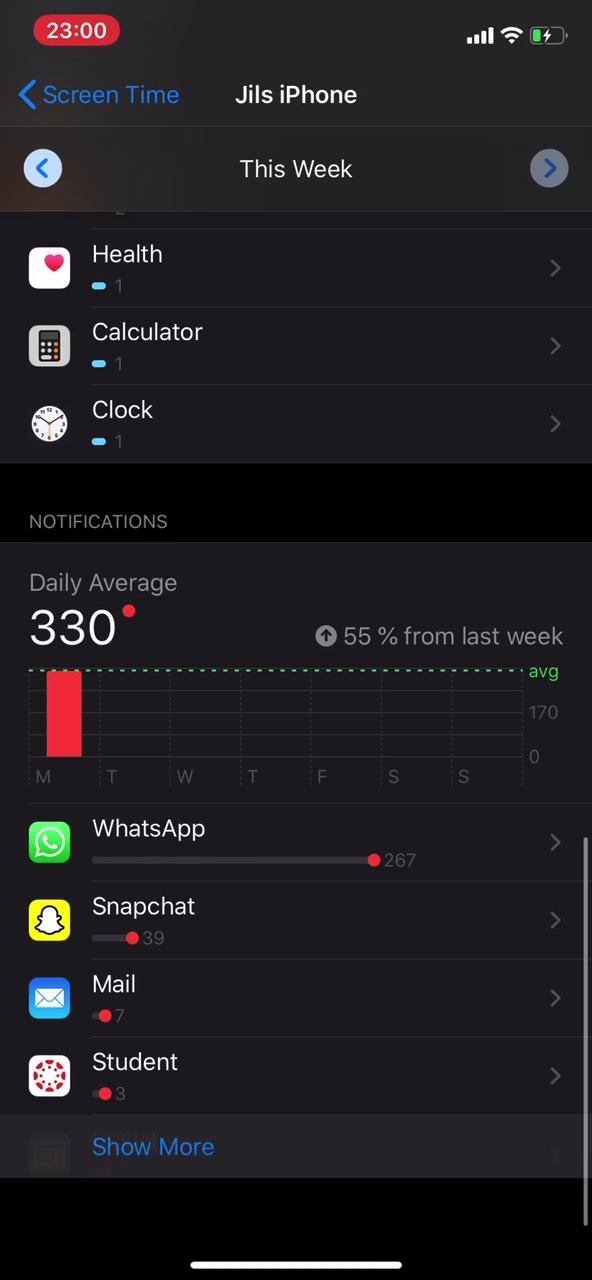 23:00
Screen Time
Jils iPhone
This Week
Health
1
Calculator
1
Clock
1
NOTIFICATIONS
Daily Average
330
55 % from last week
avg
170
0
M T W T F S S
WhatsApp
267
Snapchat
39
Mail
7
Student
3
Show More